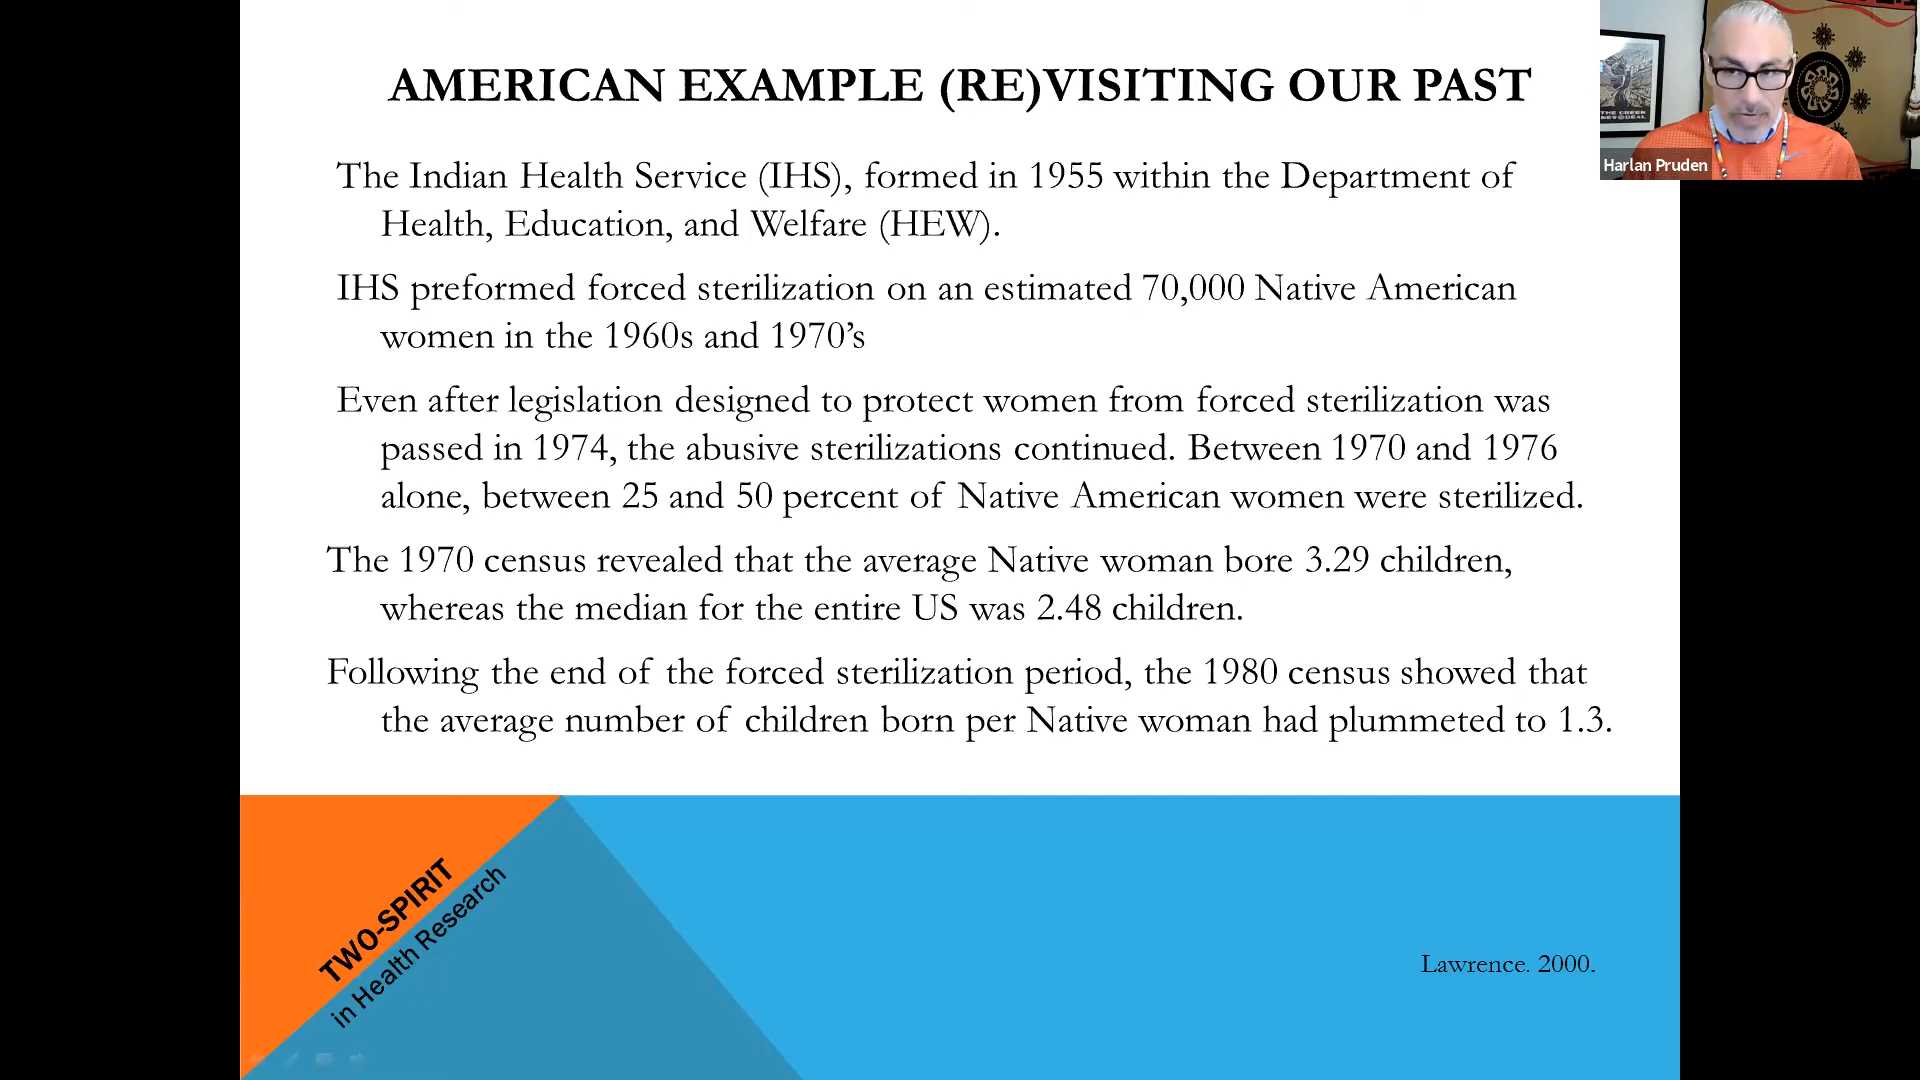 AMERICAN EXAMPLE (RE)VISITING OUR PAST
The Indian Health Service (IHS), formed in 1955 within the Department of
Health, Education, and Welfare (HEW).
IHS preformed forced sterilization on an estimated 70,000 Native American
women in the 1960s and 1970’s
Even after legislation designed to protect women from forced sterilization was
passed in 1974, the abusive sterilizations continued. Between 1970 and 1976
alone, between 25 and 50 percent of Native American women were sterilized.
The 1970 census revealed that the average Native woman bore 3.29 children,
whereas the median for the entire US was 2.48 children.
Following the end of the forced sterilization period, the 1980 census showed that
the average number of children born per Native woman had plummeted to 1.3.
TWO-SPIRIT
in Health Research
Lawrence. 2000.
THE GREEN
NEW DEAL
Harlan Pruden